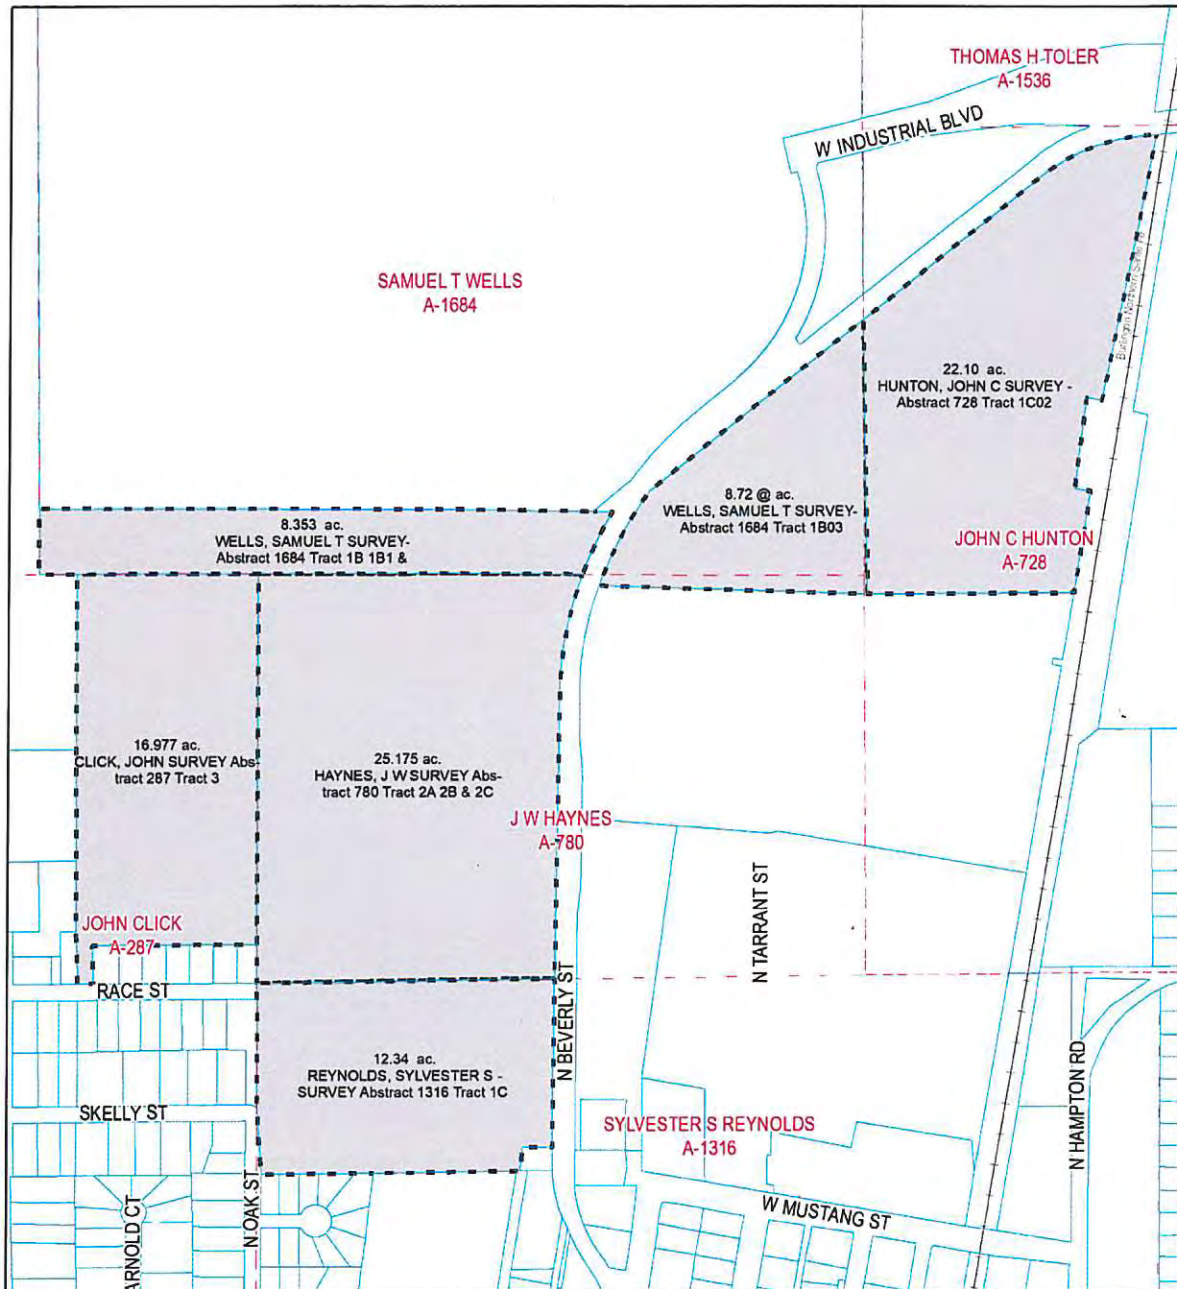 THOMAS H TOLER
A-1536
W INDUSTRIAL BLVD
SAMUEL T WELLS
A-1684
22.10 ac.
HUNTON, JOHN C SURVEY -
Abstract 728 Tract 1C02
8.72 @ ac.
WELLS, SAMUEL T SURVEY-
Abstract 1684 Tract 1B03
8.353 ac.
WELLS, SAMUEL T SURVEY-
Abstract 1684 Tract 1B 1B1 &
JOHN C HUNTON
A-728
16.977 ac.
CLICK, JOHN SURVEY Abs-
tract 287 Tract 3
25.175 ac.
HAYNES, J W SURVEY Abs-
tract 780 Tract 2A 2B & 2C
J W HAYNES
A-780
JOHN CLICK
A-287
N TARRANT ST
RACE ST
N BEVERLY ST
12.34 ac.
REYNOLDS, SYLVESTER S -
SURVEY Abstract 1316 Tract 1C
N HAMPTON RD
SKELLY ST
SYLVESTER S REYNOLDS
A-1316
N OAK ST
ARNOLD CT
W MUSTANG ST
Burlington Northern Santa Fe